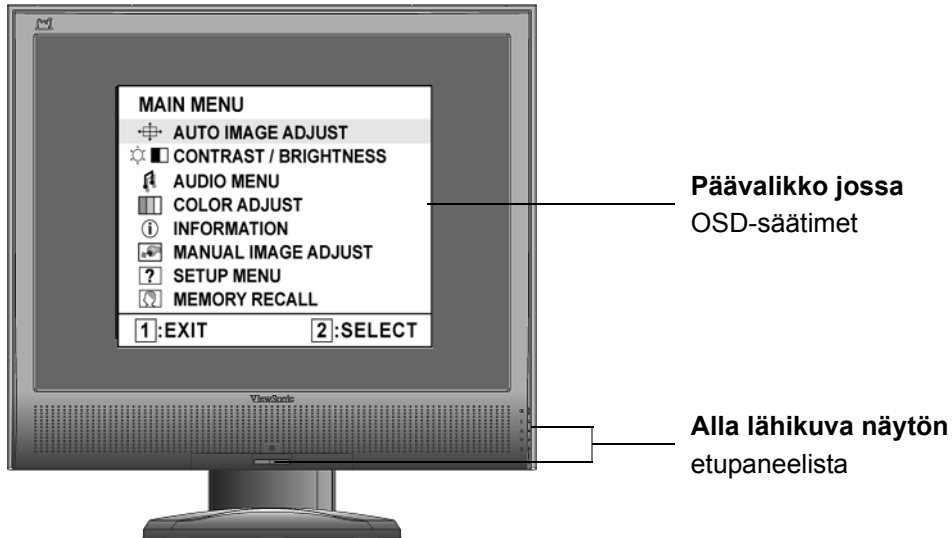 MAIN MENU
AUTO IMAGE ADJUST
CONTRAST / BRIGHTNESS
AUDIO MENU
COLOR ADJUST
INFORMATION
MANUAL IMAGE ADJUST
? SETUP MENU
MEMORY RECALL
1:EXIT 2:SELECT
Päävalikko jossa
OSD-säätimet
ViewSonic
Alla lähikuva näytön
etupaneelista